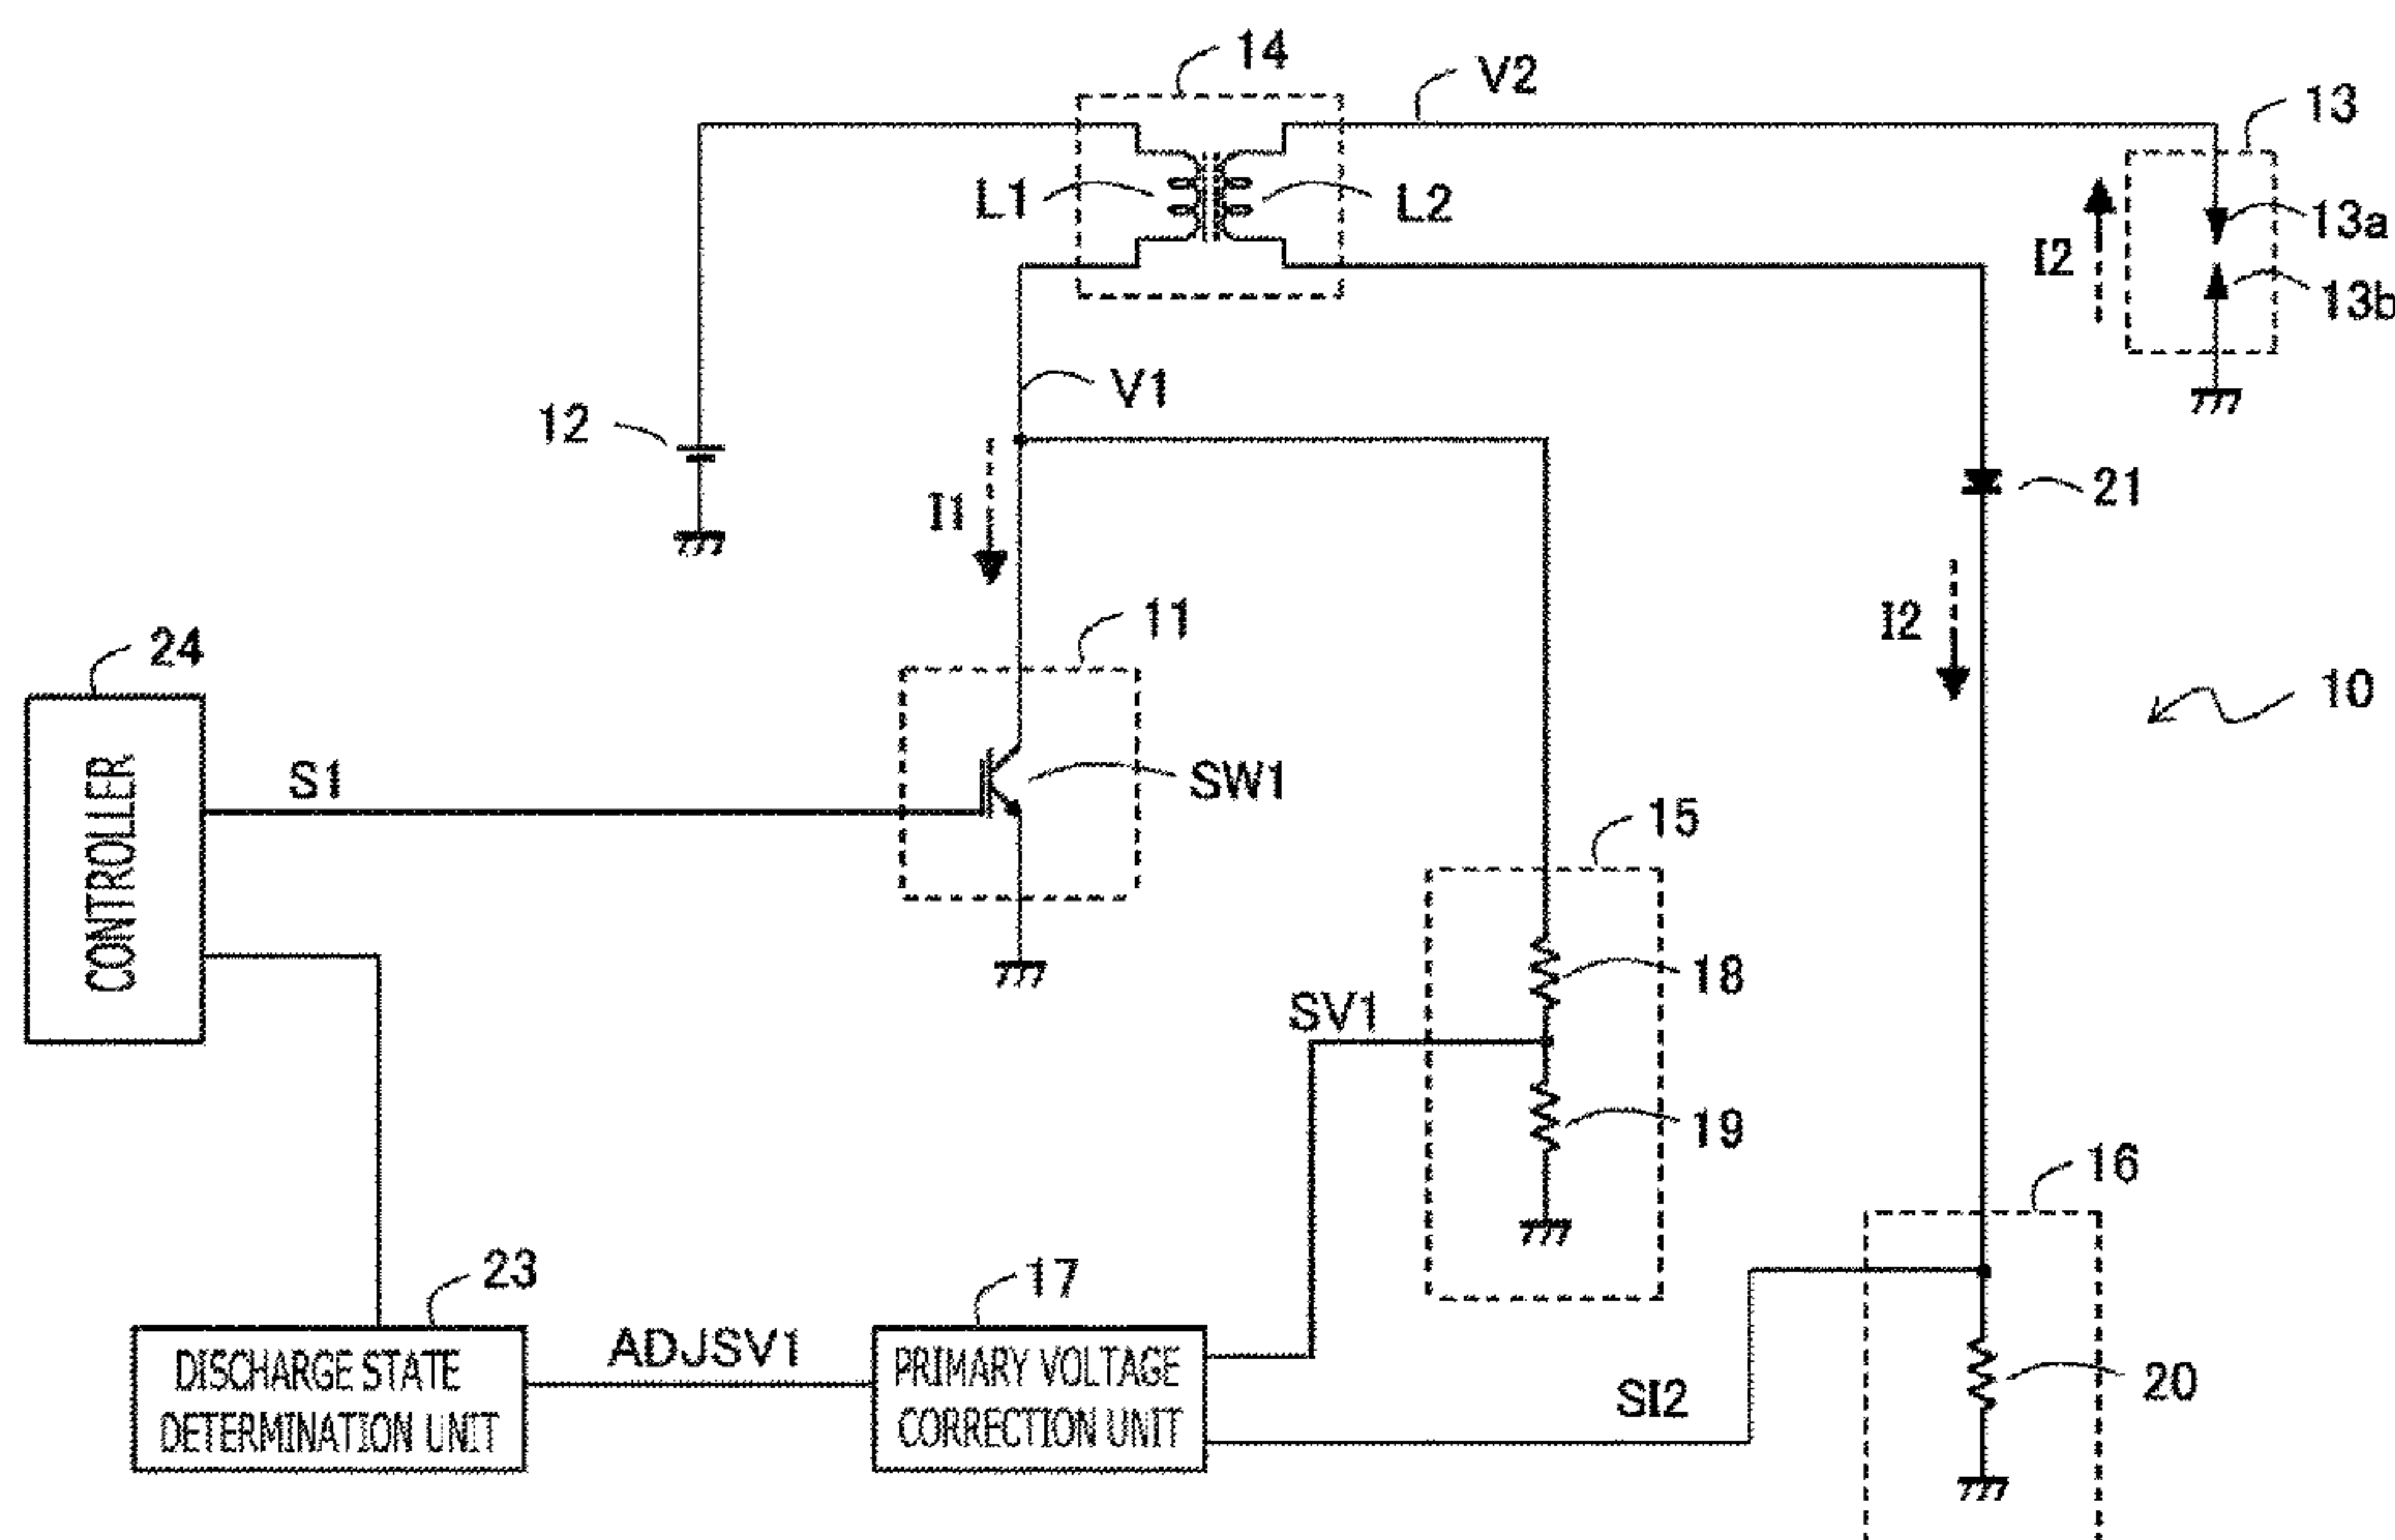 14
V2
13
L1
L2
13a
I2
13b
V1
12
21
I1
I2
11
24
10
S1
SW1
CONTROLLER
15
18
SV1
19
16
23
17
ADJSV1
DISCHARGE STATE
DETERMINATION UNIT
PRIMARY VOLTAGE
CORRECTION UNIT
SI2
20